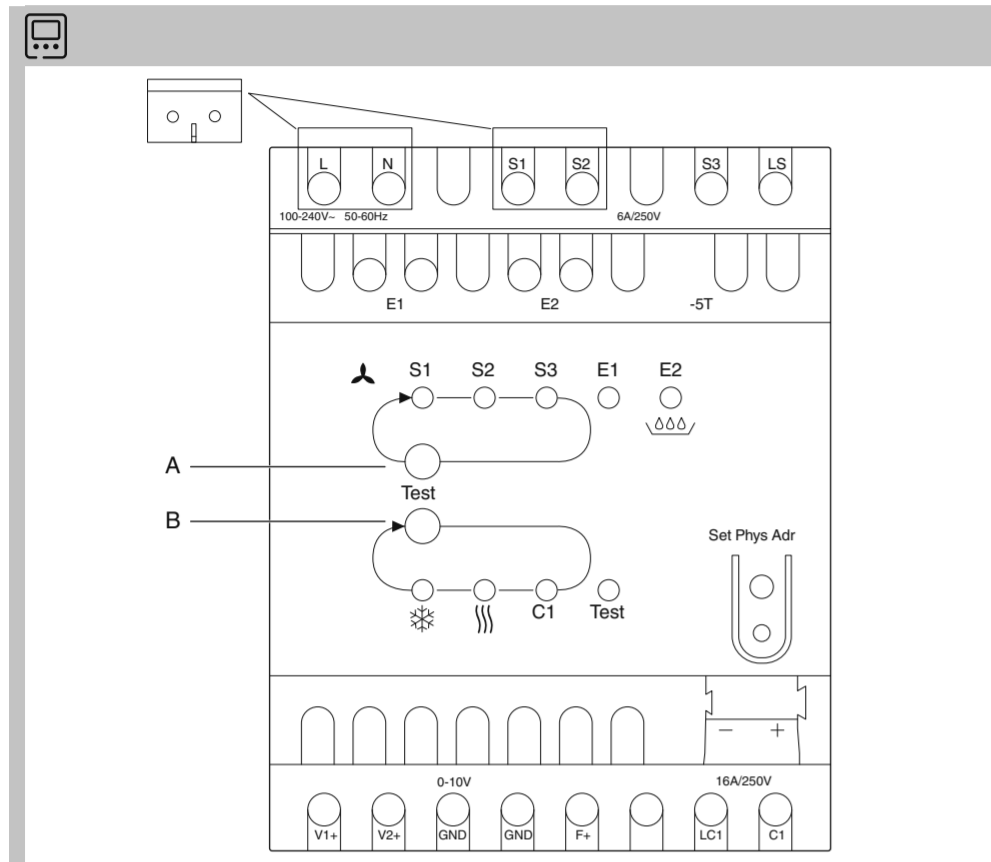 L N S1 S2 S3 LS
100-240V~ 50-60Hz 6A/250V
E1 E2 -5T
S1 S2 S3 E1 E2
A
Test
B
Set Phys Adr
C1 Test
- +
0-10V 16A/250V
V1+ V2+ GND GND F+ LC1 C1